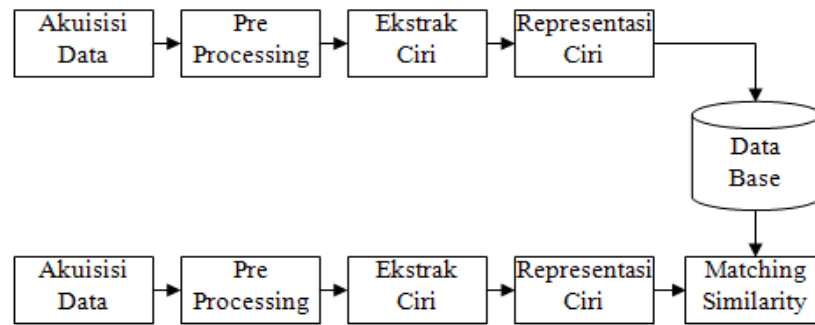 Akuisisi
Data
Pre
Processing
Ekstrak
Ciri
Representasi
Ciri
Data
Base
Akuisisi
Data
Pre
Processing
Ekstrak
Ciri
Representasi
Ciri
Matching
Similarity